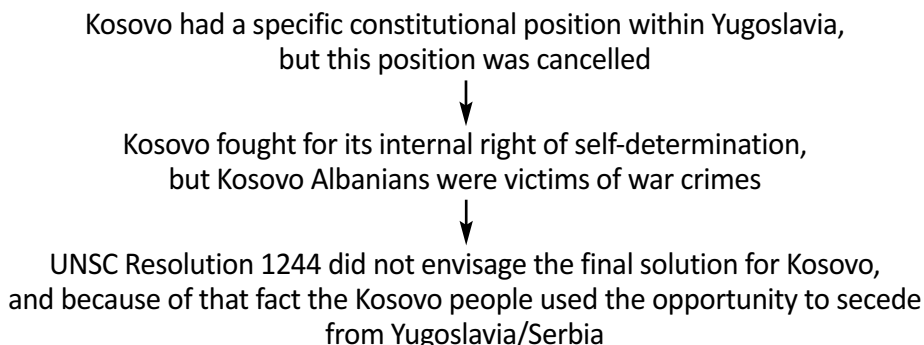 Kosovo had a specific constitutional position within Yugoslavia,
but this position was cancelled
Kosovo fought for its internal right of self-determination,
but Kosovo Albanians were victims of war crimes
UNSC Resolution 1244 did not envisage the final solution for Kosovo,
and because of that fact the Kosovo people used the opportunity to secede
from Yugoslavia/Serbia